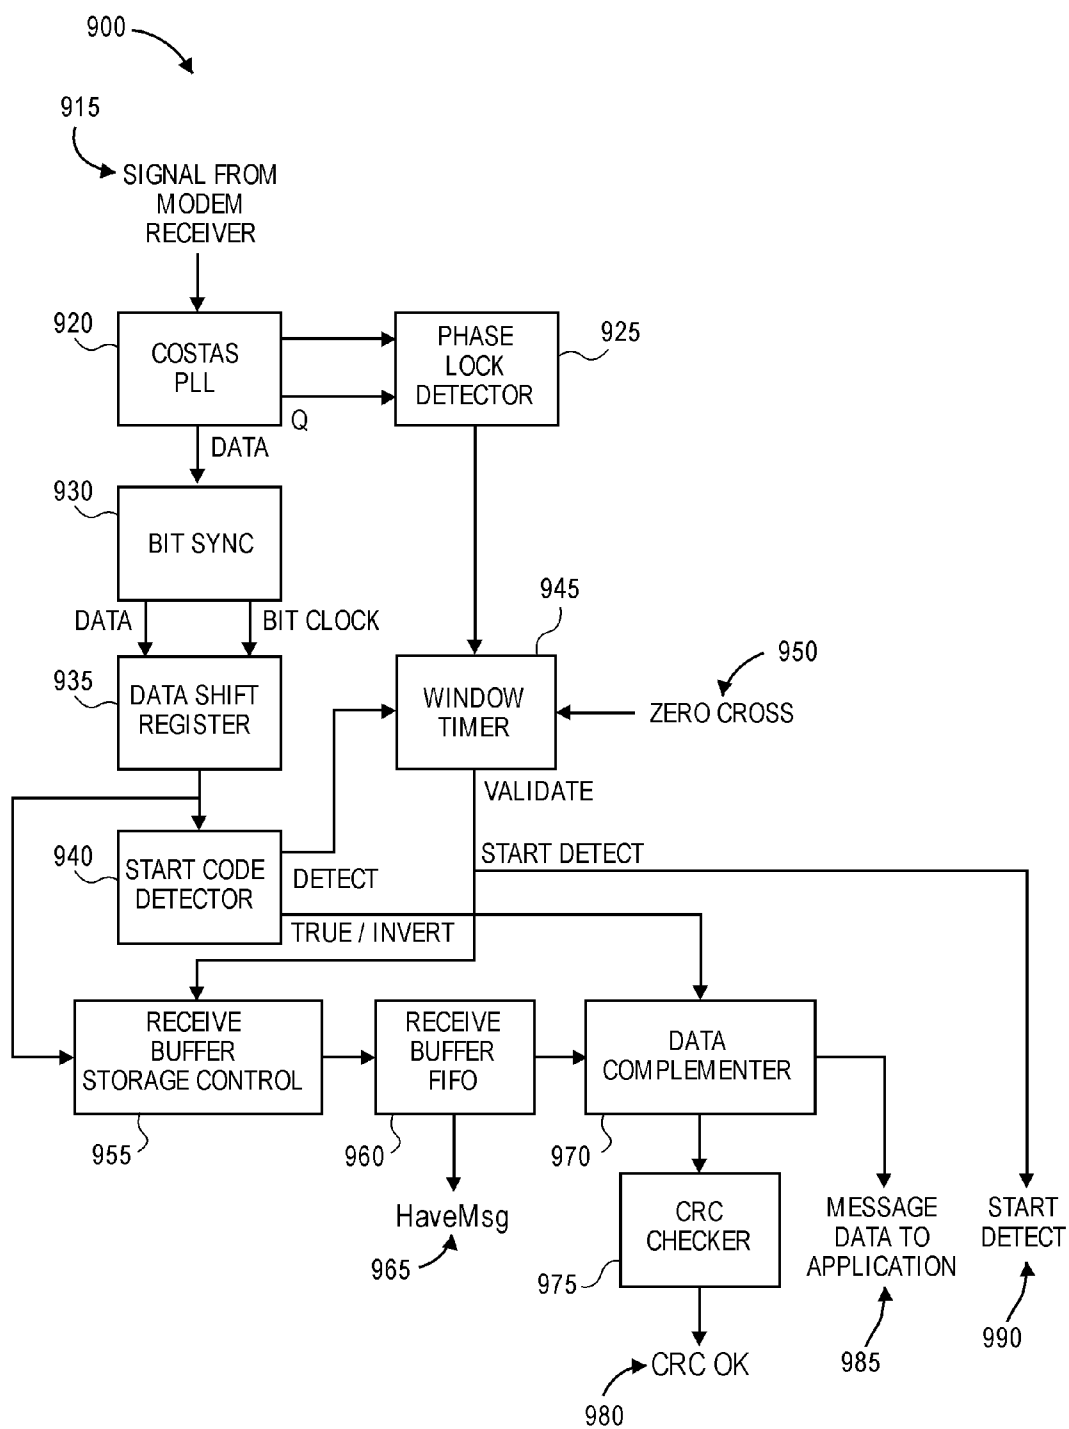 900
915
SIGNAL FROM
MODEM
RECEIVER
920
COSTAS
PLL
PHASE
LOCK
DETECTOR
925
Q
DATA
930
BIT SYNC
DATA
BIT CLOCK
945
950
935
DATA SHIFT
REGISTER
WINDOW
TIMER
ZERO CROSS
VALIDATE
940
START CODE
DETECTOR
DETECT
START DETECT
TRUE / INVERT
RECEIVE
BUFFER
STORAGE CONTROL
RECEIVE
BUFFER
FIFO
DATA
COMPLEMENTER
955
960
970
HaveMsg
965
CRC
CHECKER
975
MESSAGE
DATA TO
APPLICATION
START
DETECT
985
990
CRC OK
980